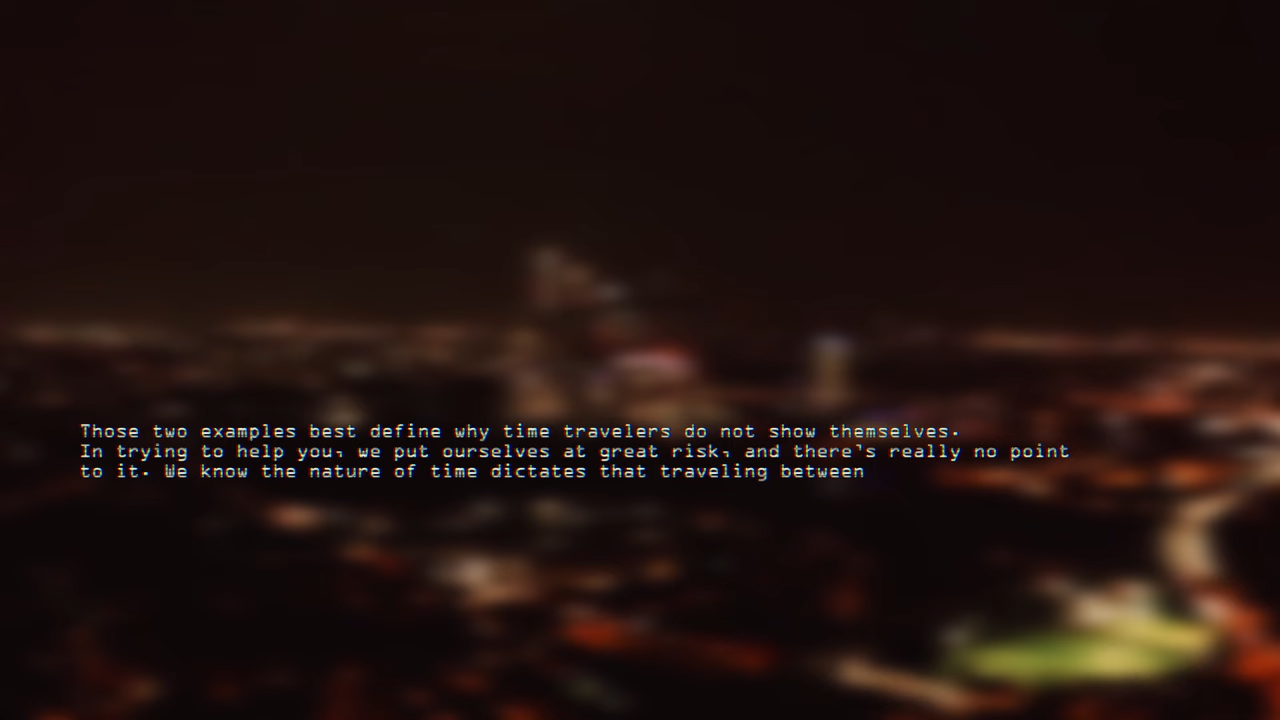 Those two examples best define why time travelers do not show themselves.
In trying to help you, we put ourselves at great risk, and there's really no point
to it. We know the nature of time dictates that traveling between